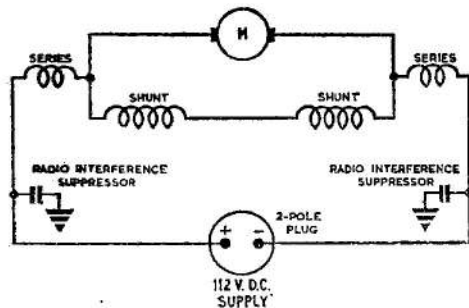 M
SERIES
SERIES
SHUNT
SHUNT
RADIO INTERFERENCE
SUPPRESSOR
RADIO INTERFERENCE
SUPPRESSOR
2-POLE
PLUG
+ -
112 V. D.C.
SUPPLY